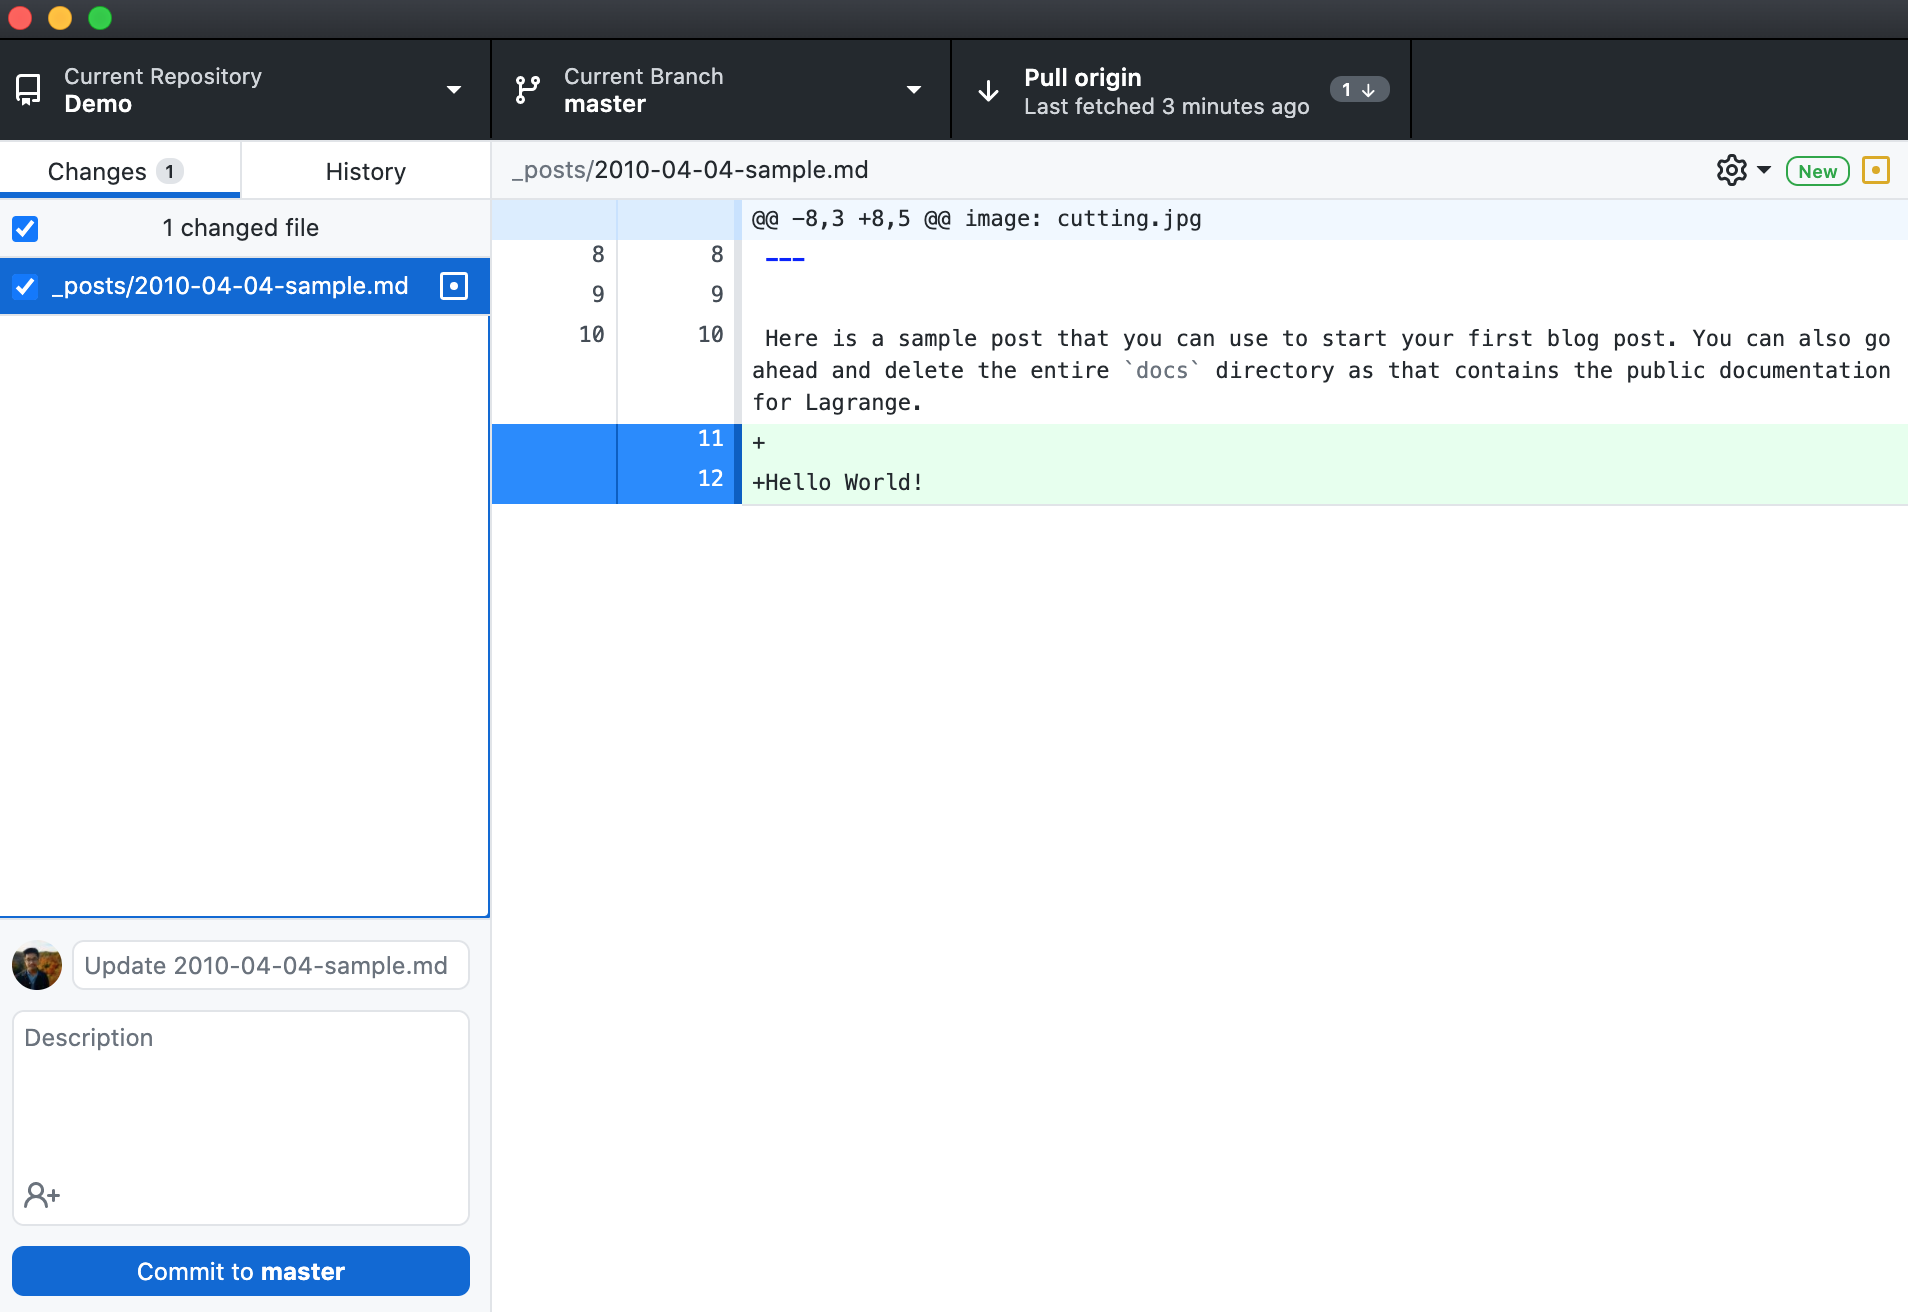 Current Repository
Demo
Current Branch
master
Pull origin
Last fetched 3 minutes ago
1
Changes 1
History
_posts/2010-04-04-sample.md
New
1 changed file
_posts/2010-04-04-sample.md
@@ -8,3 +8,5 @@ image: cutting.jpg
8 8 ---
9 9
10 10 Here is a sample post that you can use to start your first blog post. You can also go
ahead and delete the entire `docs` directory as that contains the public documentation
for Lagrange.
11 +
12 +Hello World!
Update 2010-04-04-sample.md
Description
Commit to master